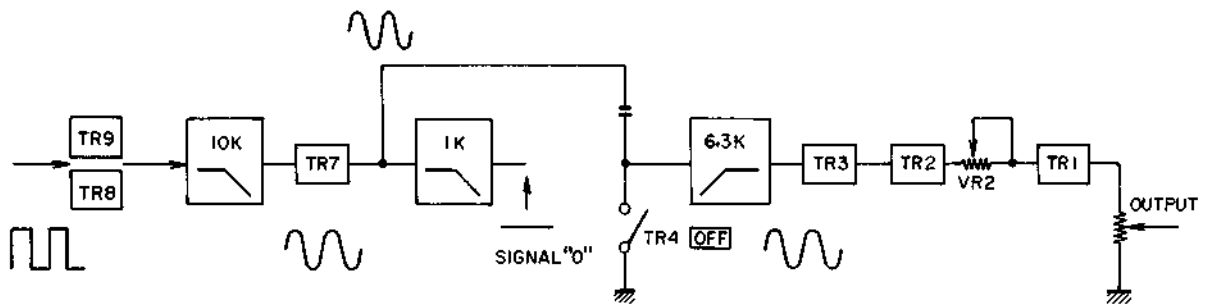 TR9
TR8
10K
TR7
1K
SIGNAL "0"
TR4 OFF
6.3K
TR3
TR2
VR2
TR1
OUTPUT